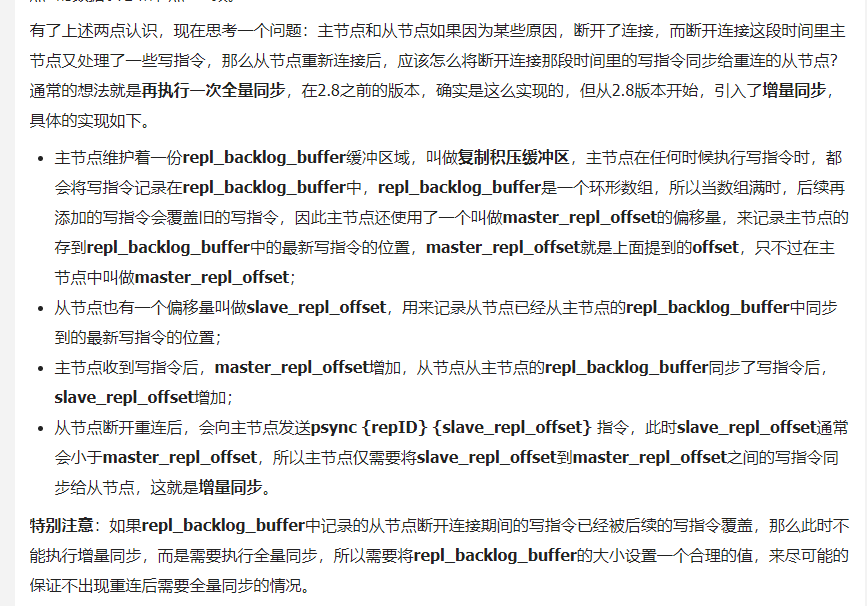 有了上述两点认识，现在思考一个问题：主节点和从节点如果因为某些原因，断开了连接，而断开连接这段时间里主
节点又处理了一些写指令，那么从节点重新连接后，应该怎么将断开连接那段时间里的写指令同步给重连的从节点？
通常的想法就是再执行一次全量同步，在2.8之前的版本，确实是这么实现的，但从2.8版本开始，引入了增量同步，
具体的实现如下。
• 主节点维护着一份repl_backlog_buffer缓冲区域，叫做复制积压缓冲区，主节点在任何时候执行写指令时，都
会将写指令记录在repl_backlog_buffer中，repl_backlog_buffer是一个环形数组，所以当数组满时，后续再
添加的写指令会覆盖旧的写指令，因此主节点还使用了一个叫做master_repl_offset的偏移量，来记录主节点的
存到repl_backlog_buffer中的最新写指令的位置，master_repl_offset就是上面提到的offset，只不过在主
节点中叫做master_repl_offset；
• 从节点也有一个偏移量叫做slave_repl_offset，用来记录从节点已经从主节点的repl_backlog_buffer中同步
到的最新写指令的位置；
• 主节点收到写指令后，master_repl_offset增加，从节点从主节点的repl_backlog_buffer同步了写指令后，
slave_repl_offset增加；
• 从节点断开重连后，会向主节点发送psync {repID} {slave_repl_offset} 指令，此时slave_repl_offset通常
会小于master_repl_offset，所以主节点仅需要将slave_repl_offset到master_repl_offset之间的写指令同
步给从节点，这就是增量同步。
特别注意：如果repl_backlog_buffer中记录的从节点断开连接期间的写指令已经被后续的写指令覆盖，那么此时不
能执行增量同步，而是需要执行全量同步，所以需要将repl_backlog_buffer的大小设置一个合理的值，来尽可能的
保证不出现重连后需要全量同步的情况。